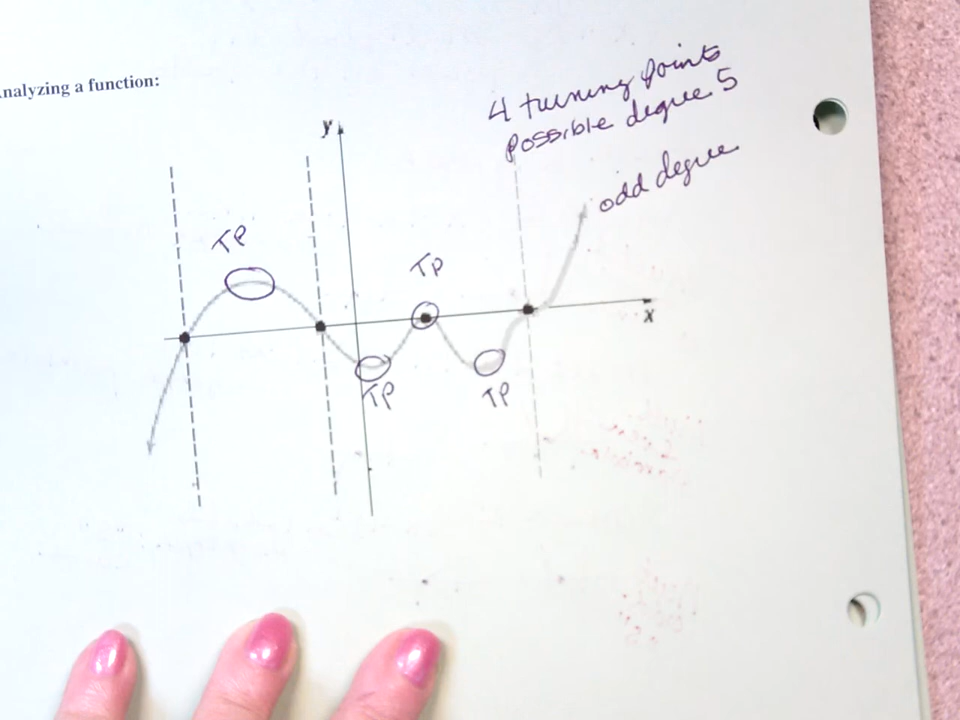 nalyzing a function:
4 turning points
possible degree 5
odd degree
y
TP
TP
x
TP
TP